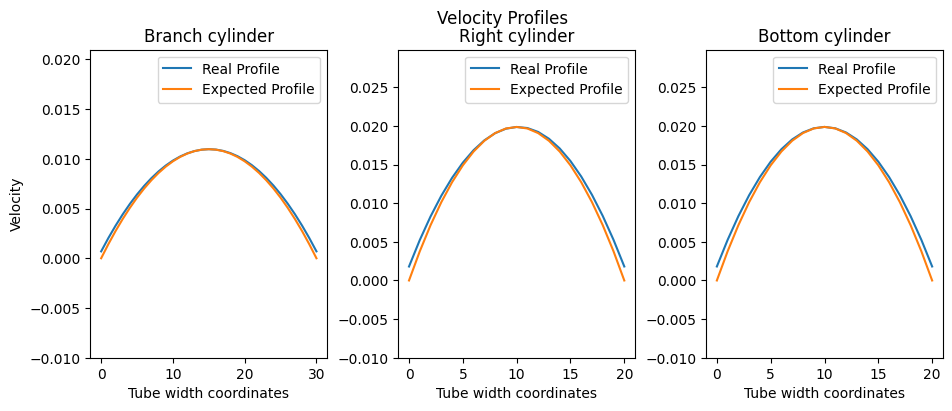 Velocity Profiles
Branch cylinder
Real Profile
Expected Profile
Velocity
0.020
0.015
0.010
0.005
0.000
−0.005
−0.010
0 10 20 30
Tube width coordinates
Right cylinder
Real Profile
Expected Profile
0.025
0.020
0.015
0.010
0.005
0.000
−0.005
−0.010
0 5 10 15 20
Tube width coordinates
Bottom cylinder
Real Profile
Expected Profile
0.025
0.020
0.015
0.010
0.005
0.000
−0.005
−0.010
0 5 10 15 20
Tube width coordinates